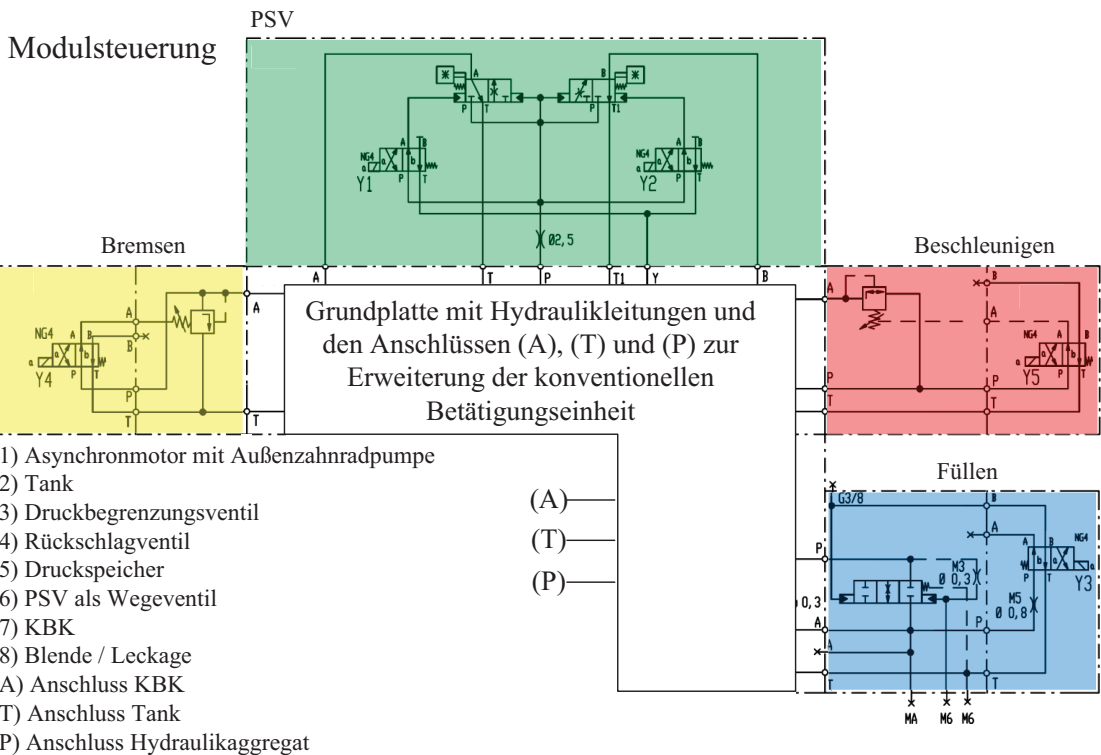 PSV
Modulsteuerung
A
B
P
T
P
T1
NG4
A
B
a
a
b
P
T
Y1
NG4
A
B
a
a
b
P
T
Y2
Ø2,5
Bremsen
Beschleunigen
A
T
P
T1
Y
B
A
A
B
Grundplatte mit Hydraulikleitungen und
den Anschlüssen (A), (T) und (P) zur
Erweiterung der konventionellen
Betätigungseinheit
NG4
A
B
A
B
a
a
b
P
T
Y4
P
T
T
A
NG4
A
B
a
a
b
P
T
Y5
P
T
P
T
1) Asynchronmotor mit Außenzahnradpumpe
2) Tank
3) Druckbegrenzungsventil
4) Rückschlagventil
5) Druckspeicher
6) PSV als Wegeventil
7) KBK
8) Blende / Leckage
A) Anschluss KBK
T) Anschluss Tank
P) Anschluss Hydraulikaggregat
(A)
(T)
(P)
Füllen
G3/8
B
A
A
B
NG4
P
M3
Ø 0,3
P
T
b
a
a
Y3
M5
Ø 0,8
0,3
A
P
A
T
T
MA
M6
M6